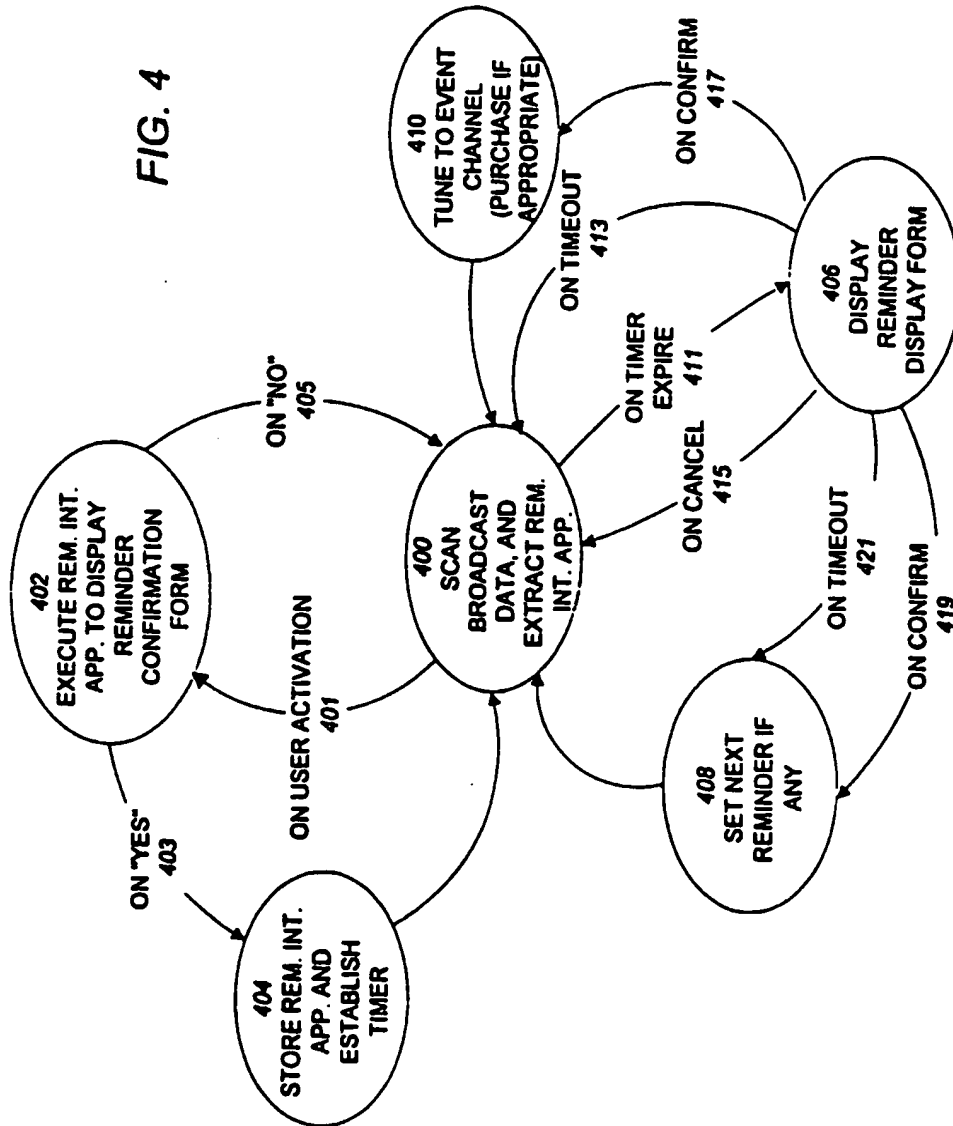 FIG. 4
402
EXECUTE REM. INT.
APP. TO DISPLAY
REMINDER
CONFIRMATION
FORM
ON "YES"
403
ON "NO"
405
ON USER ACTIVATION
401
404
STORE REM. INT.
APP. AND
ESTABLISH
TIMER
400
SCAN
BROADCAST
DATA, AND
EXTRACT REM.
INT. APP.
410
TUNE TO EVENT
CHANNEL
(PURCHASE IF
APPROPRIATE)
ON TIMEOUT
413
ON CONFIRM
417
ON TIMER
EXPIRE
411
ON CANCEL
415
406
DISPLAY
REMINDER
DISPLAY FORM
ON TIMEOUT
421
ON CONFIRM
419
408
SET NEXT
REMINDER IF
ANY